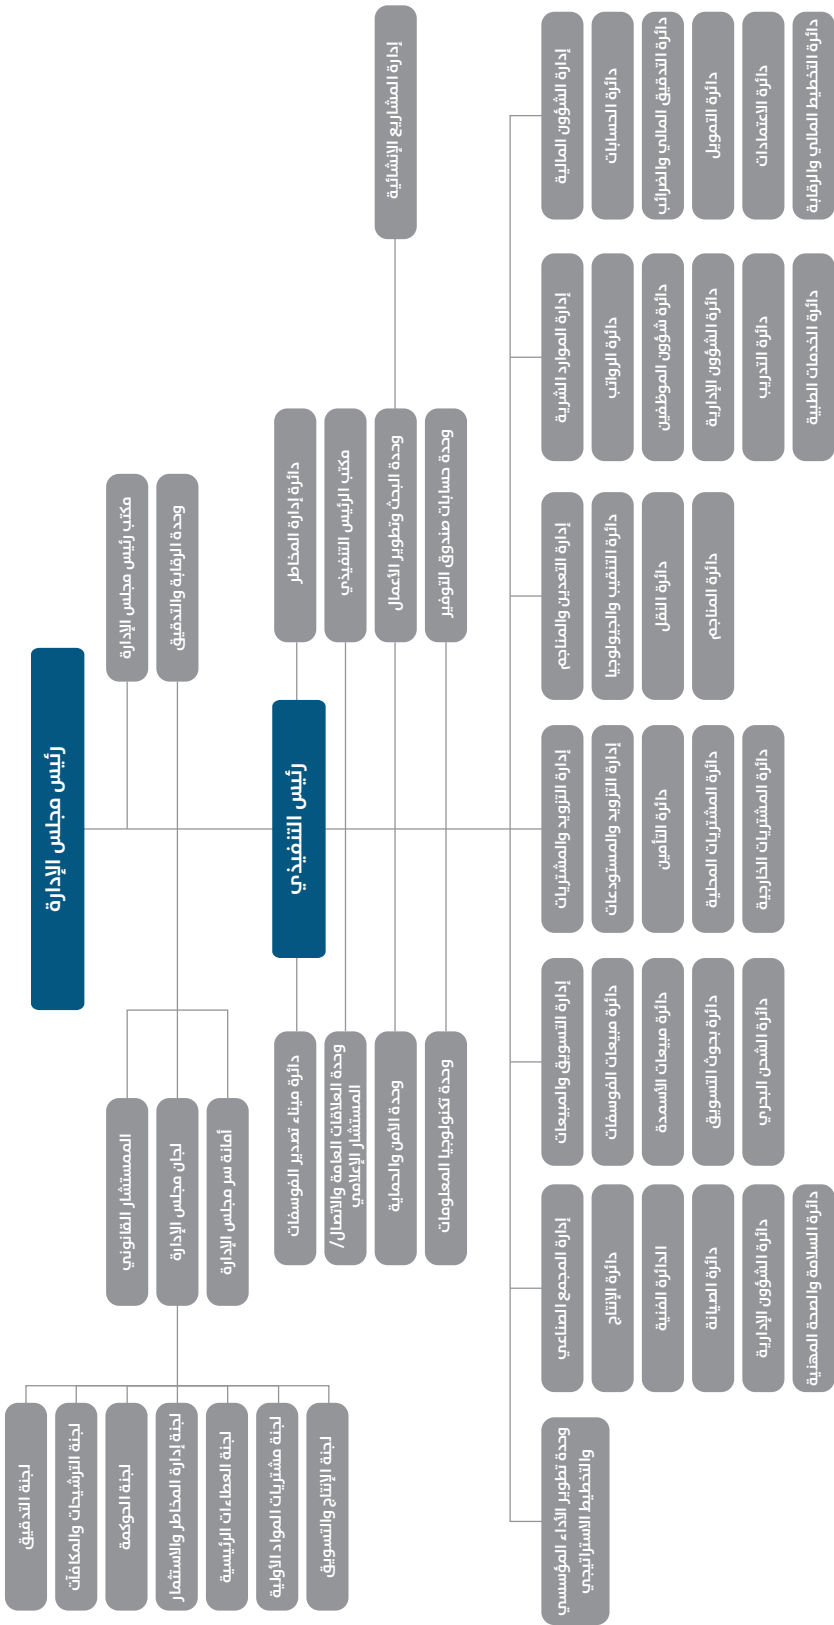 رئيس مجلس الإدارة
مكتب رئيس مجلس الإدارة
وحدة الرقابة والتدقيق
الممستشار القانوني
لجان مجلس الإدارة
أمانة سر مجلس الإدارة
لجنة التدقيق
لجنة الترشيحات والمكافآت
لجنة الحوكمة
لجنة إدارة المخاطر والاستثمار
لجنة العطاءات الرئيسية
لجنة مشتريات المواد الأولية
لجنة الإنتاج والتسويق
رئيس التنفيذي
دائرة إدارة المخاطر
مكتب الرئيس التنفيذي
وحدة البحث وتطوير الأعمال
وحدة حسابات صندوق التوفير
إدارة المشاريع الإنشائية
دائرة ميناء تصدير الفوسفات
وحدة العلاقات العامة والاتصال/
المستشار الإعلامي
وحدة الأمن والحماية
وحدة تكنولوجيا المعلومات
إدارة الشؤون المالية
دائرة الحسابات
دائرة التدقيق المالي والضرائب
دائرة التمويل
دائرة الاعتمادات
دائرة التخطيط المالي والرقابة
إدارة الموارد الشرية
دائرة الرواتب
دائرة شؤون الموظفين
دائرة الشؤون الإدارية
دائرة التدريب
دائرة الخدمات الطبية
إدارة التعدين والمناجم
دائرة التنقيب والجيولوجيا
دائرة النقل
دائرة المناجم
إدارة التزويد والمشتريات
إدارة التزويد والمستودعات
دائرة التأمين
دائرة المشتريات المحلية
دائرة المشتريات الخارجية
إدارة التسويق والمبيعات
دائرة مبيعات الفوسفات
دائرة مبيعات الأسمدة
دائرة بحوث التسويق
دائرة الشحن البحري
إدارة المجمع الصناعي
دائرة الإنتاج
الدائرة الفنية
دائرة الصيانة
دائرة الشؤون الإدارية
دائرة السلامة والصحة المهنية
وحدة تطوير الأداء المؤسسي
والتخطيط الاستراتيجي